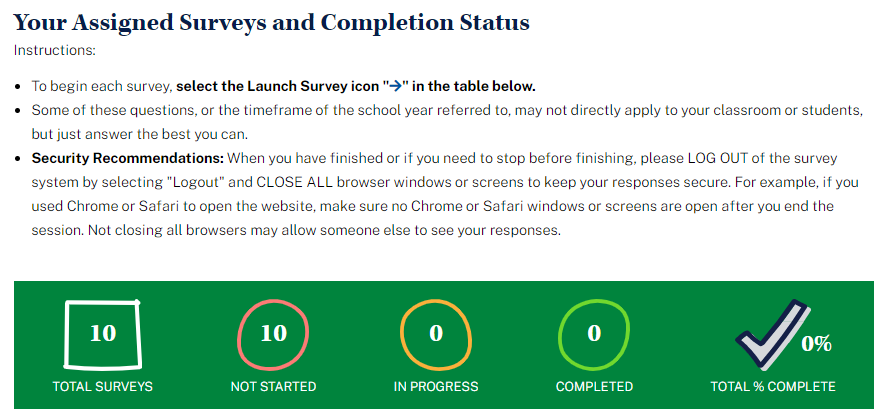 Your Assigned Surveys and Completion Status
Instructions:
• To begin each survey, select the Launch Survey icon "→" in the table below.
• Some of these questions, or the timeframe of the school year referred to, may not directly apply to your classroom or students,
but just answer the best you can.
• Security Recommendations: When you have finished or if you need to stop before finishing, please LOG OUT of the survey
system by selecting "Logout" and CLOSE ALL browser windows or screens to keep your responses secure. For example, if you
used Chrome or Safari to open the website, make sure no Chrome or Safari windows or screens are open after you end the
session. Not closing all browsers may allow someone else to see your responses.
10 10 0 0 0%
TOTAL SURVEYS NOT STARTED IN PROGRESS COMPLETED TOTAL % COMPLETE